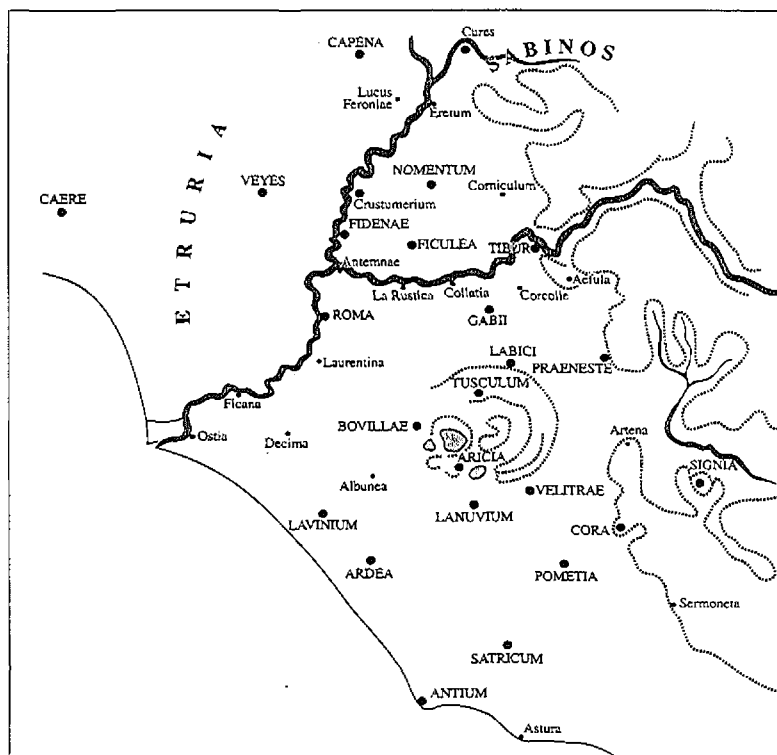 Cures
SABINOS
CAPENA
Lucus
Feroniae
Eretum
ETRURIA
NOMENTUM
VEYES
Corniculum
CAERE
Crustumerium
FIDENAE
FICULEA
TIBUR
Antemnae
Aefula
La Rustica
Collatia
Corcolle
GABII
ROMA
LABICI
Laurentina
PRAENESTE
TUSCULUM
Ficana
BOVILLAE
Ostia
Decima
Artena
ARICIA
SIGNIA
Albunea
VELITRAE
LAVINIUM
LANUVIUM
CORA
ARDEA
POMETIA
Sermoneta
SATRICUM
ANTIUM
Astura